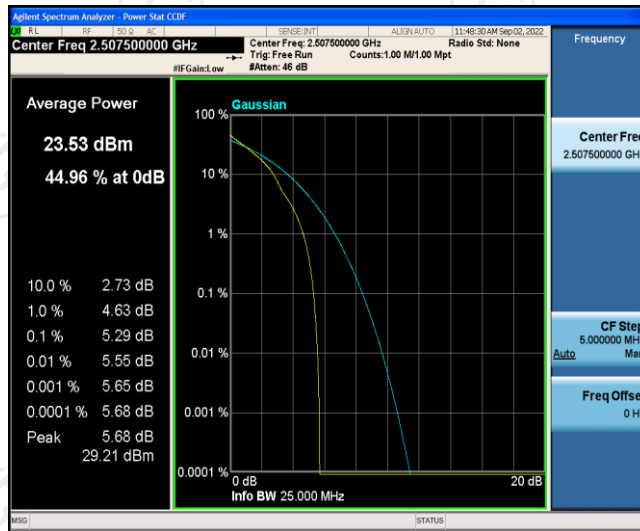 Agilent Spectrum Analyzer - Power Stat CCDF
RL RF 50 Ω AC SENSE:INT ALIGN AUTO 11:48:30 AM Sep 02, 2022
Center Freq 2.507500000 GHz
Center Freq: 2.507500000 GHz Radio Std: None
Trig: Free Run Counts:1.00 M/1.00 Mpt
#IFGain:Low #Atten: 46 dB
Frequency
Average Power
23.53 dBm
44.96 % at 0dB
10.0 % 2.73 dB
1.0 % 4.63 dB
0.1 % 5.29 dB
0.01 % 5.55 dB
0.001 % 5.65 dB
0.0001 % 5.68 dB
Peak 5.68 dB
29.21 dBm
Gaussian
100 %
10 %
1 %
0.1 %
0.01 %
0.001 %
0.0001 %
0 dB 20 dB
Info BW 25.000 MHz
Center Freq
2.507500000 GH
CF Step
5.000000 MH
Auto Ma
Freq Offse
0 H
MSG STATUS